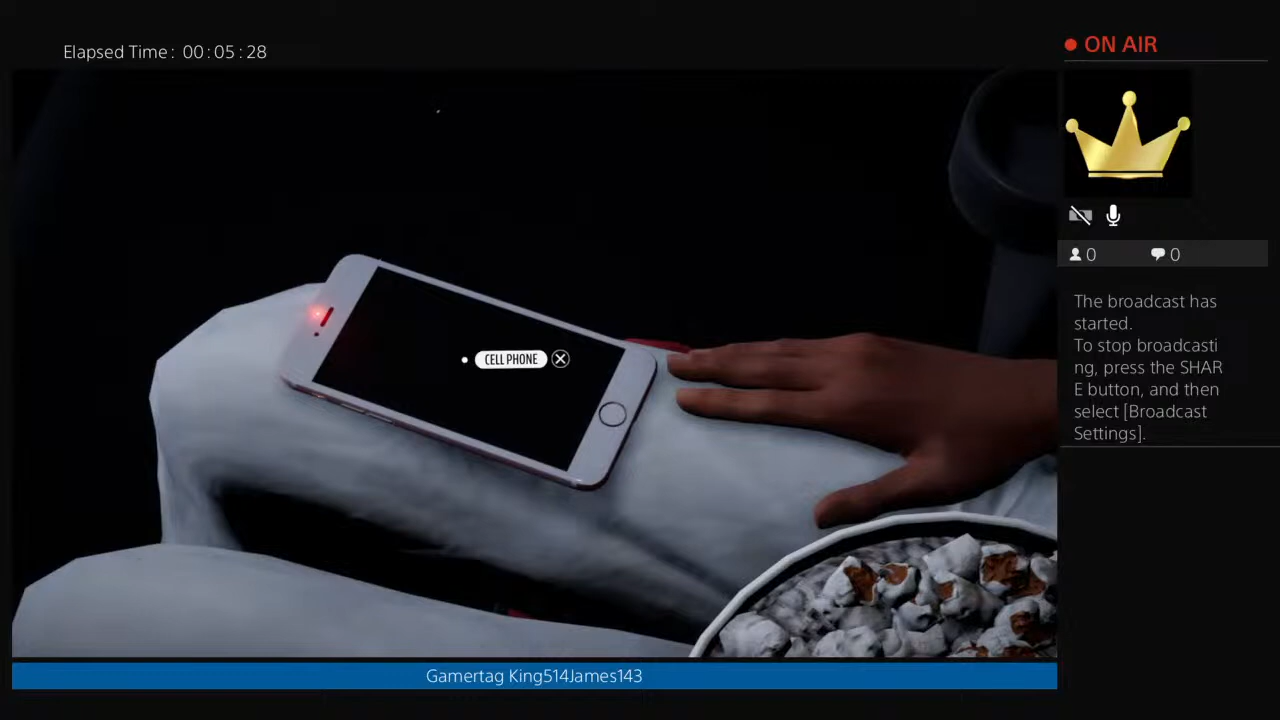 Elapsed Time: 00:05:28
ON AIR
0
0
The broadcast has
started.
To stop broadcasti
ng, press the SHAR
E button, and then
select [Broadcast
Settings].
CELL PHONE
Gamertag King514James143